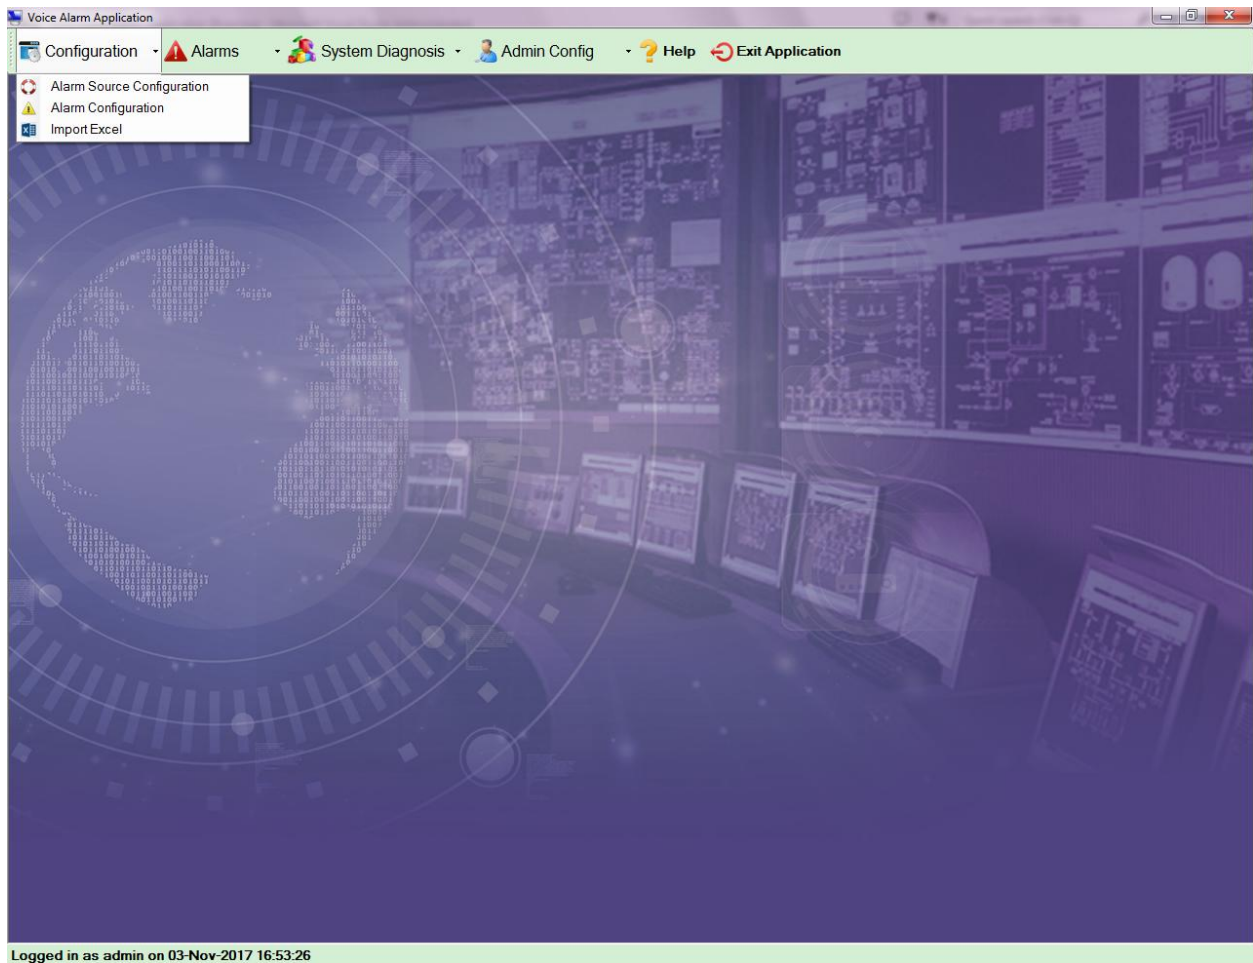 Voice Alarm Application
Configuration Alarms System Diagnosis Admin Config Help Exit Application
Alarm Source Configuration
Alarm Configuration
Import Excel
Logged in as admin on 03-Nov-2017 16:53:26